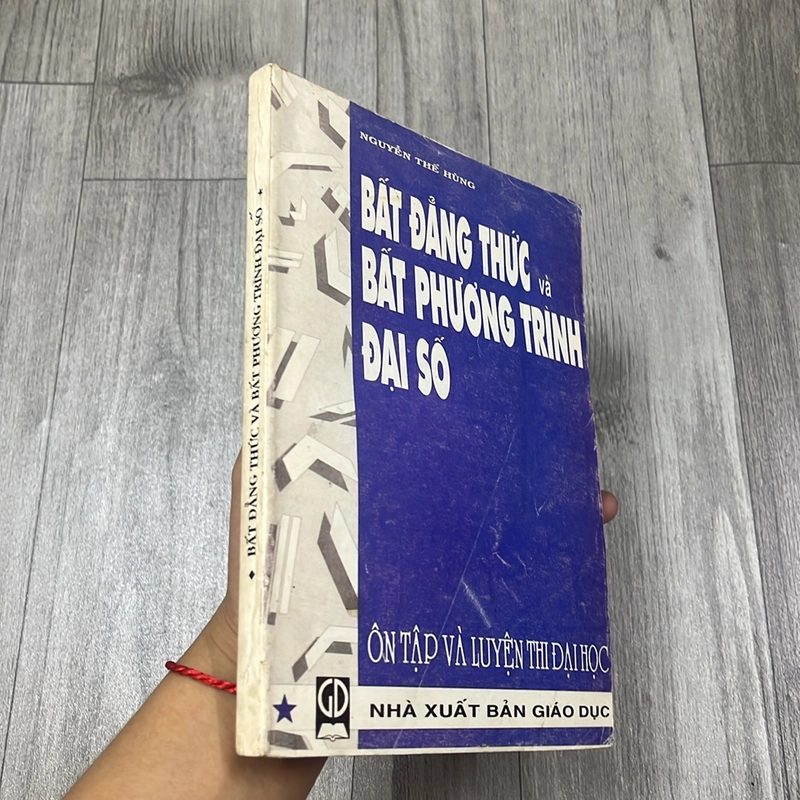 NGUYỄN THẾ HÙNG
BẤT ĐẲNG THỨC và
BẤT PHƯƠNG TRÌNH
ĐẠI SỐ
ÔN TẬP VÀ LUYỆN THI ĐẠI HỌC
GD
NHÀ XUẤT BẢN GIÁO DỤC
BẤT ĐẲNG THỨC VÀ BẤT PHƯƠNG TRÌNH ĐẠI SỐ